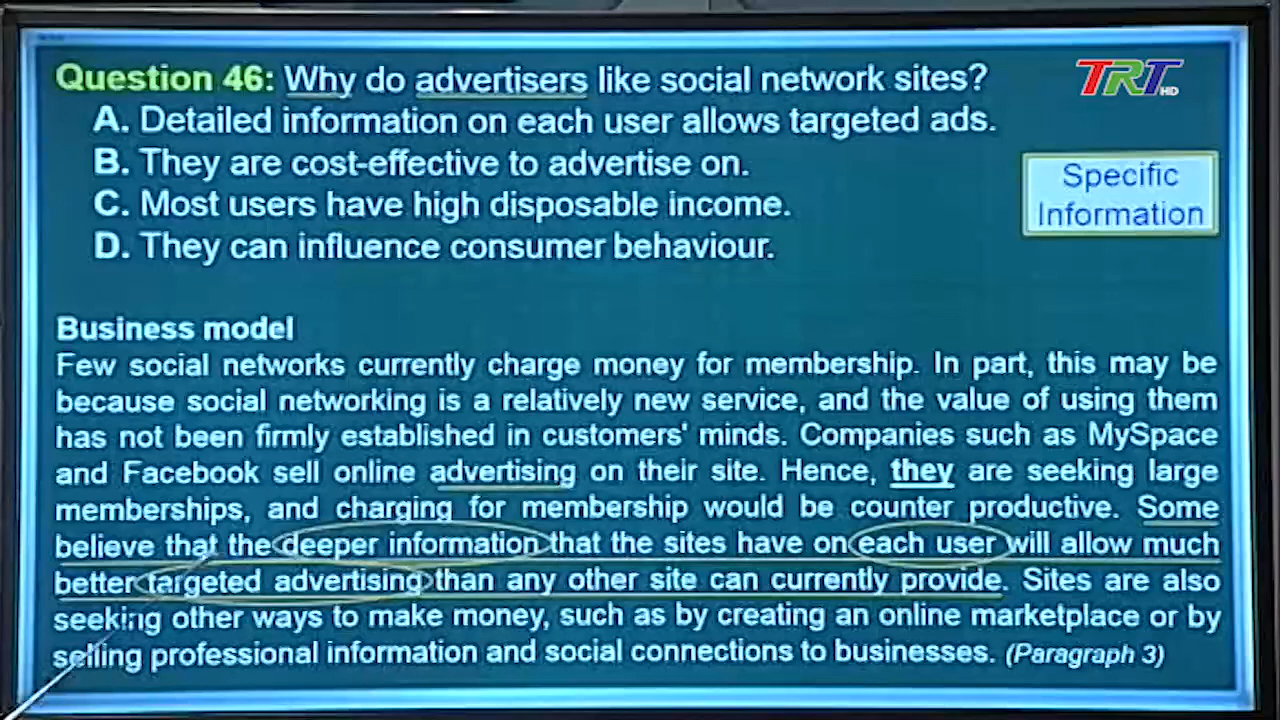 Question 46: Why do advertisers like social network sites?
TRT HD
A. Detailed information on each user allows targeted ads.
B. They are cost-effective to advertise on.
C. Most users have high disposable income.
D. They can influence consumer behaviour.
Specific
Information
Business model
Few social networks currently charge money for membership. In part, this may be
because social networking is a relatively new service, and the value of using them
has not been firmly established in customers' minds. Companies such as MySpace
and Facebook sell online advertising on their site. Hence, they are seeking large
memberships, and charging for membership would be counter productive. Some
believe that the deeper information that the sites have on each user will allow much
better targeted advertising than any other site can currently provide. Sites are also
seeking other ways to make money, such as by creating an online marketplace or by
selling professional information and social connections to businesses. (Paragraph 3)